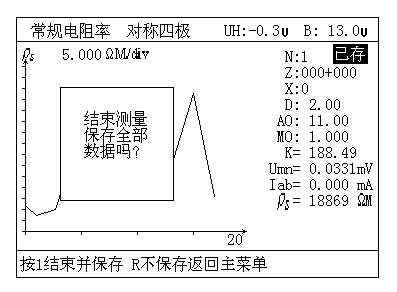 常规电阻率 对称四极 UH:-0.3υ B: 13.0υ
ρs 5.000 ΩM/div
N:1 已存
Z:000+000
X:0
D: 2.00
AO: 11.00
MO: 1.000
K= 188.49
Umn= 0.0331mV
Iab= 0.000 mA
ρs= 18869 ΩM
结束测量
保存全部
数据吗?
20
按1结束并保存 R不保存返回主菜单